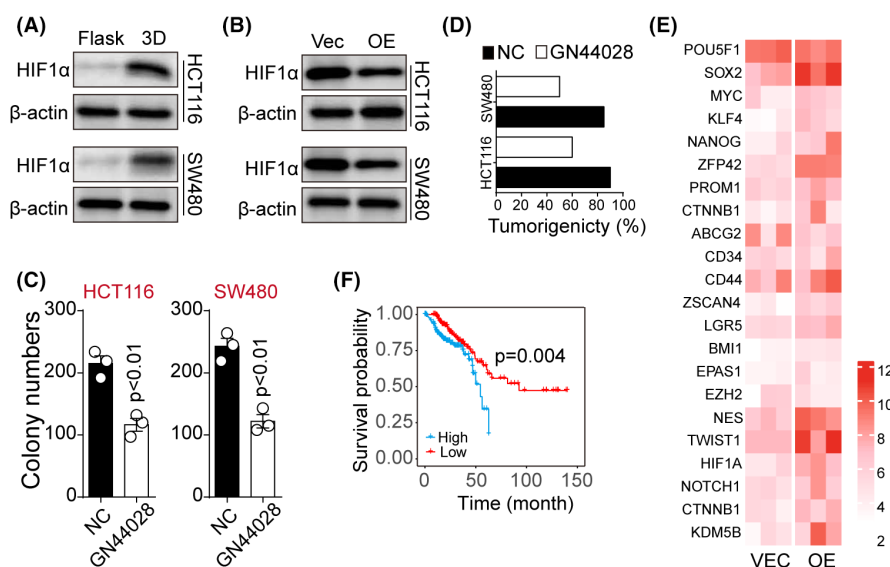 (A)
Flask 3D
HIF1α
β-actin
HCT116
HIF1α
β-actin
SW480
(B)
Vec OE
HIF1α
β-actin
HCT116
HIF1α
β-actin
SW480
(C)
HCT116
Colony numbers
300
200
100
0
p<0.01
NC
GN44028
SW480
300
200
100
0
p<0.01
NC
GN44028
(D)
NC GN44028
SW480
HCT116
0 20 40 60 80 100
Tumorigenicty (%)
(E)
POU5F1
SOX2
MYC
KLF4
NANOG
ZFP42
PROM1
CTNNB1
ABCG2
CD34
CD44
ZSCAN4
LGR5
BMI1
EPAS1
EZH2
NES
TWIST1
HIF1A
NOTCH1
CTNNB1
KDM5B
VEC OE
12
10
8
6
4
2
(F)
Survival probability
1.00
0.75
0.50
0.25
0.00
p=0.004
High
Low
0 50 100 150
Time (month)